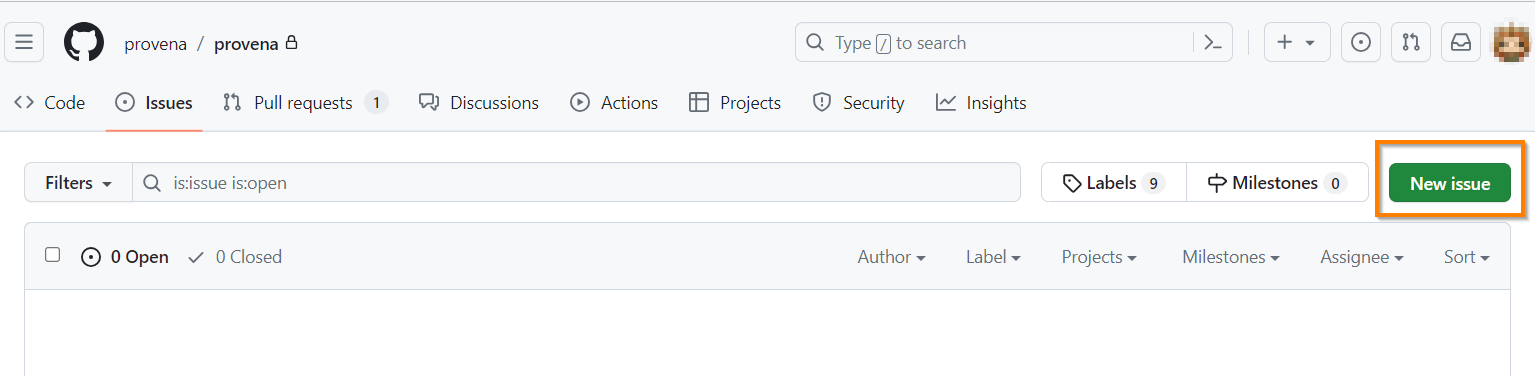 provena / provena Type / to search
Code Issues Pull requests 1 Discussions Actions Projects Security Insights
Filters is:issue is:open Labels 9 Milestones 0 New issue
0 Open 0 Closed Author Label Projects Milestones Assignee Sort